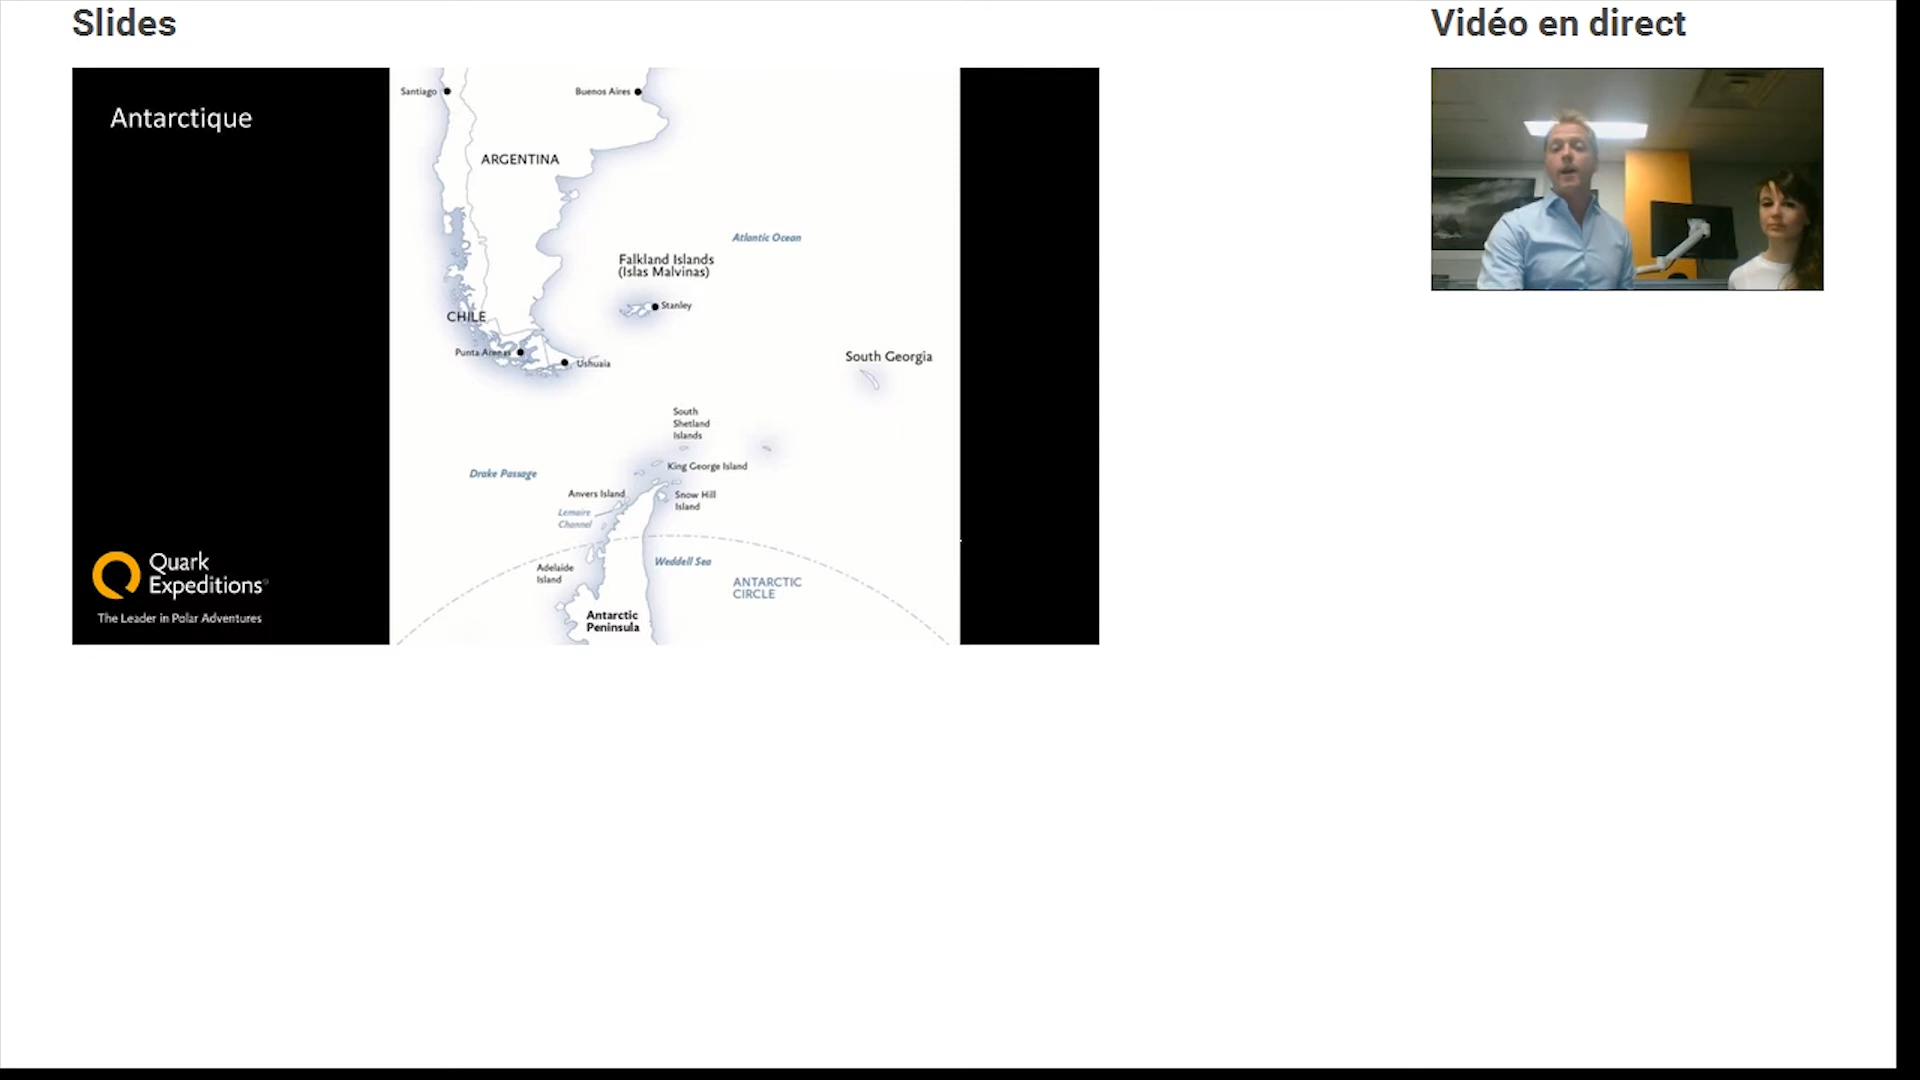 Slides
Vidéo en direct
Antarctique
Santiago
Buenos Aires
ARGENTINA
Atlantic Ocean
Falkland Islands
(Islas Malvinas)
Stanley
CHILE
Punta Arenas
Ushuaia
South Georgia
South
Shetland
Islands
King George Island
Drake Passage
Anvers Island
Snow Hill
Island
Lemaire
Channel
Weddell Sea
Adelaide
Island
ANTARCTIC
CIRCLE
Antarctic
Peninsula
Quark
Expeditions
The Leader in Polar Adventures